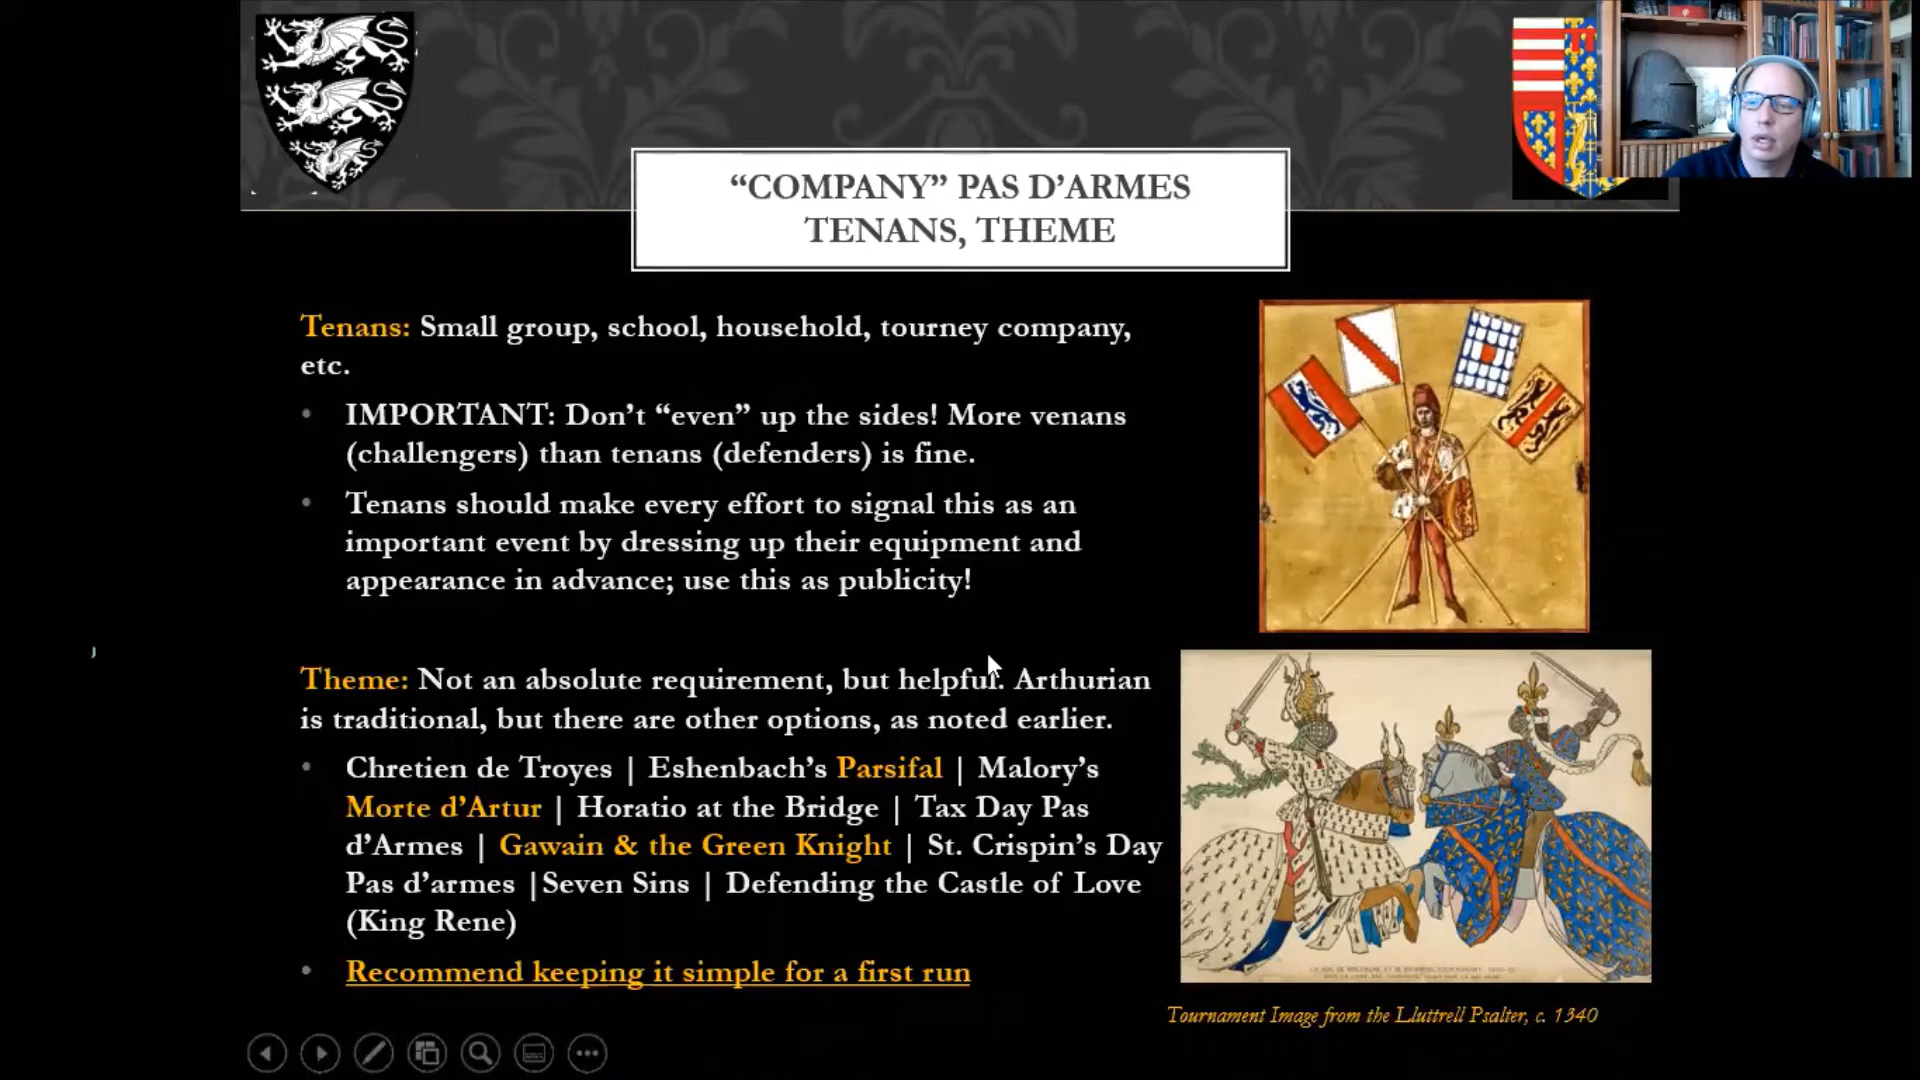 “COMPANY” PAS D’ARMES
TENANS, THEME
Tenans: Small group, school, household, tourney company,
etc.
• IMPORTANT: Don’t “even” up the sides! More venans
(challengers) than tenans (defenders) is fine.
• Tenans should make every effort to signal this as an
important event by dressing up their equipment and
appearance in advance; use this as publicity!
Theme: Not an absolute requirement, but helpful. Arthurian
is traditional, but there are other options, as noted earlier.
• Chretien de Troyes | Eshenbach’s Parsifal | Malory’s
Morte d’Artur | Horatio at the Bridge | Tax Day Pas
d’Armes | Gawain & the Green Knight | St. Crispin’s Day
Pas d’armes |Seven Sins | Defending the Castle of Love
(King Rene)
• Recommend keeping it simple for a first run
Tournament Image from the Lluttrell Psalter, c. 1340